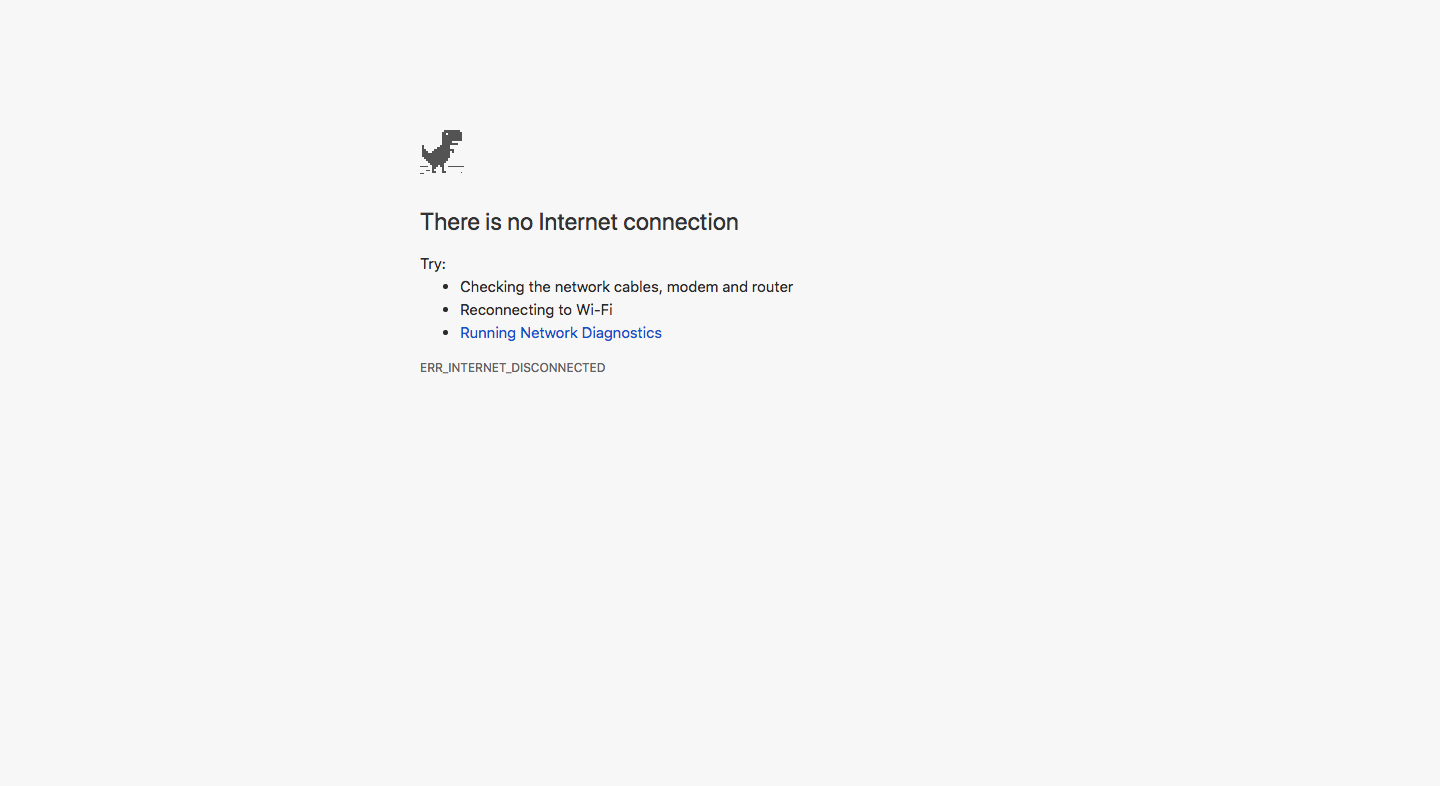 There is no Internet connection
Try:
Checking the network cables, modem and router
Reconnecting to Wi-Fi
Running Network Diagnostics
ERR_INTERNET_DISCONNECTED